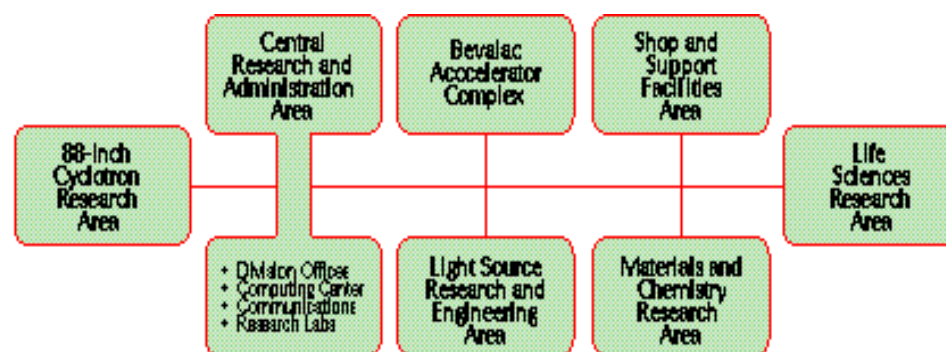 Central
Research and
Administration
Area
Bevalac
Accocelerator
Complex
Shop and
Support
Facilities
Area
88-Inch
Cyclotron
Research
Area
Life
Sciences
Research
Area
• Division Offices
• Computing Center
• Communications
• Research Labs
Light Source
Research and
Engineering
Area
Materials and
Chemistry
Research
Area